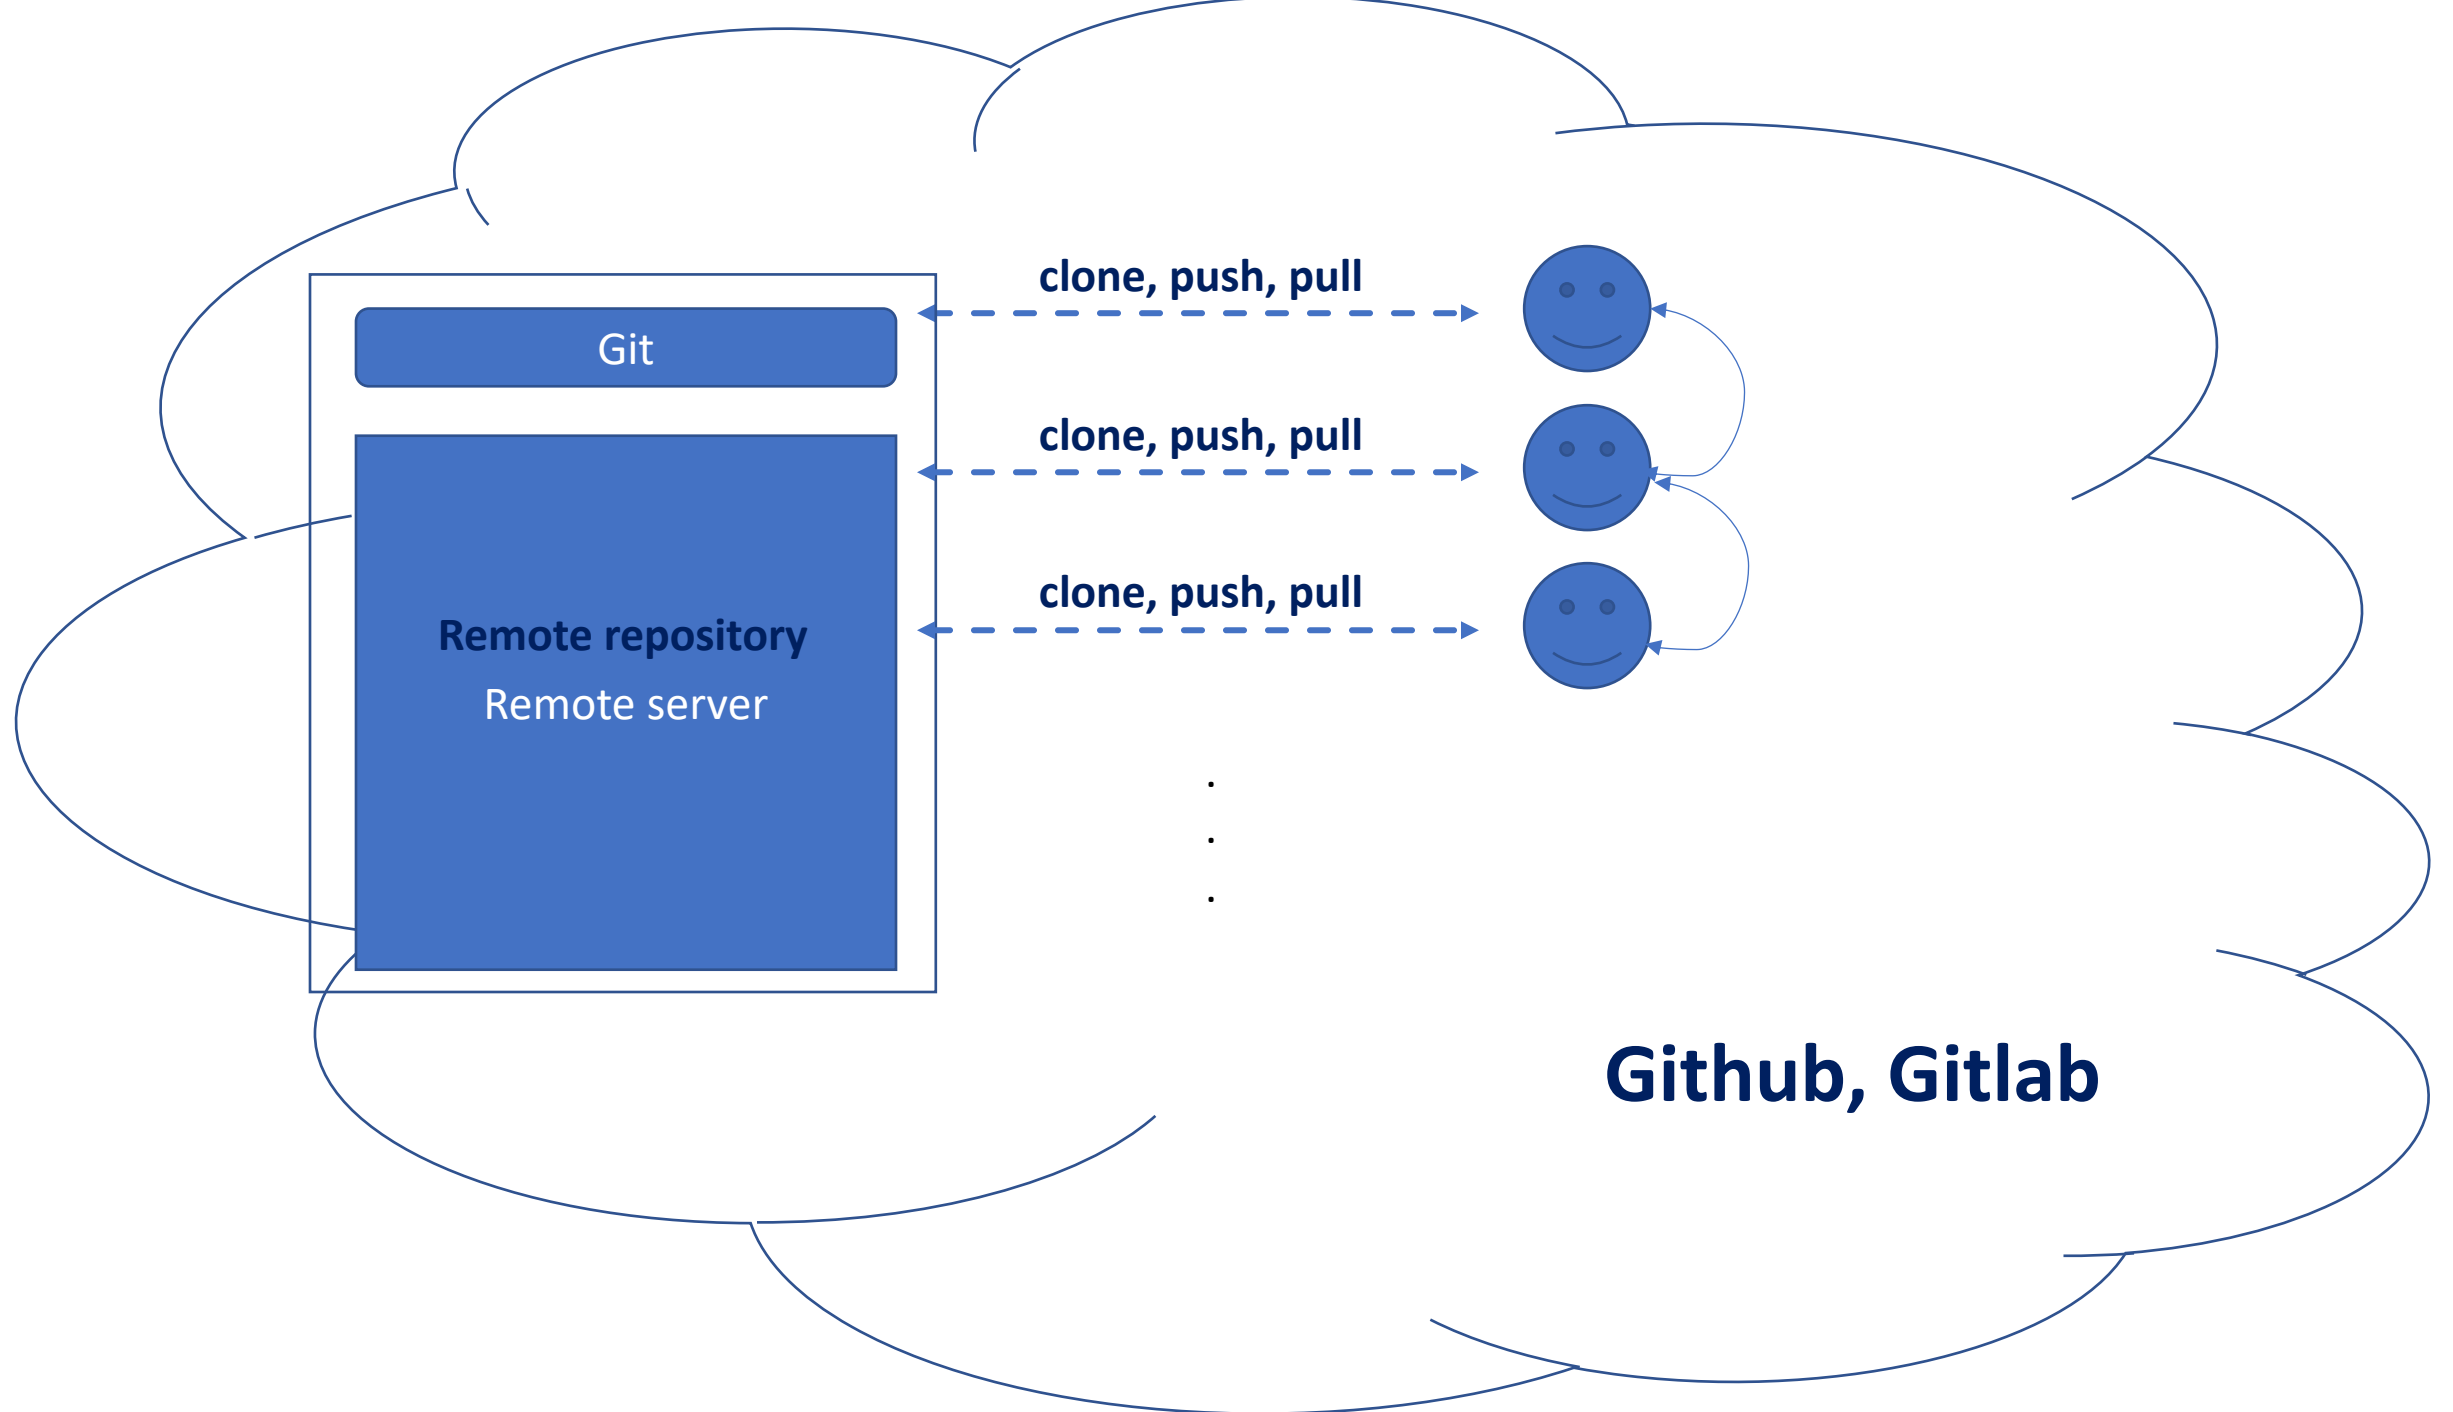 clone, push, pull
Git
clone, push, pull
clone, push, pull
Remote repository
Remote server
.
.
.
Github, Gitlab